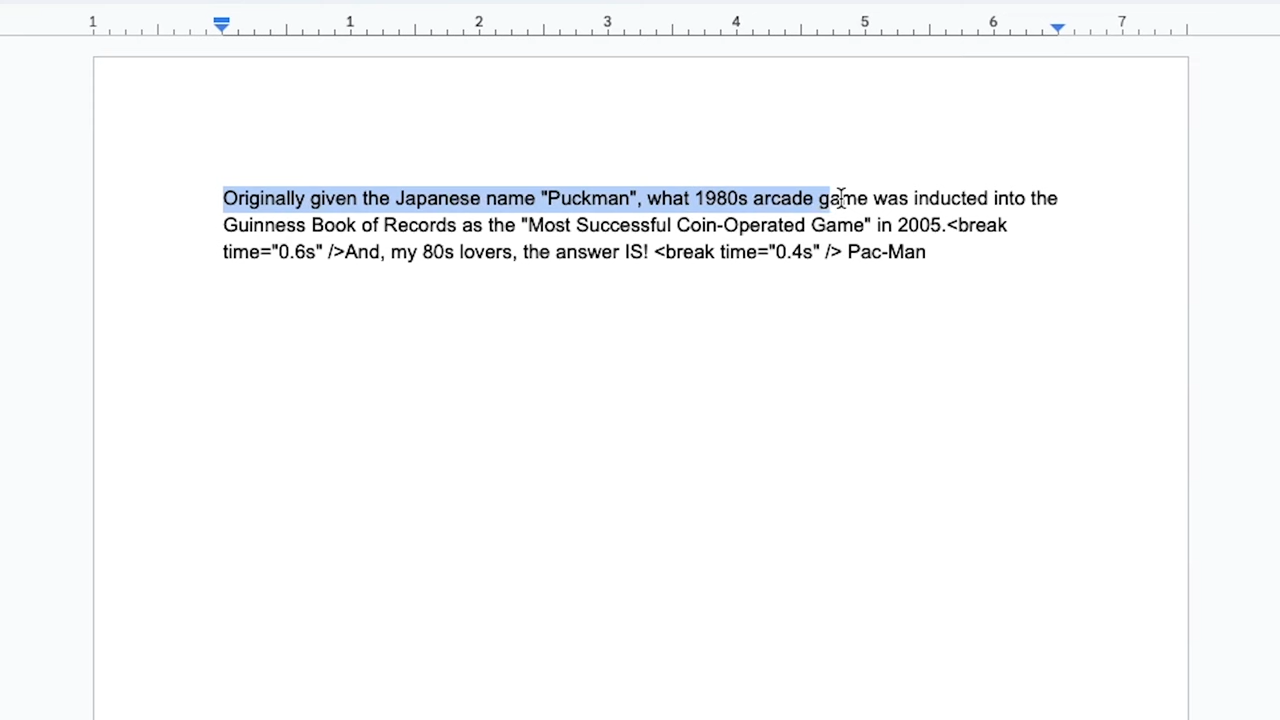 1 1 2 3 4 5 6 7
Originally given the Japanese name "Puckman", what 1980s arcade game was inducted into the
Guinness Book of Records as the "Most Successful Coin-Operated Game" in 2005.<break
time="0.6s" />And, my 80s lovers, the answer IS! <break time="0.4s" /> Pac-Man